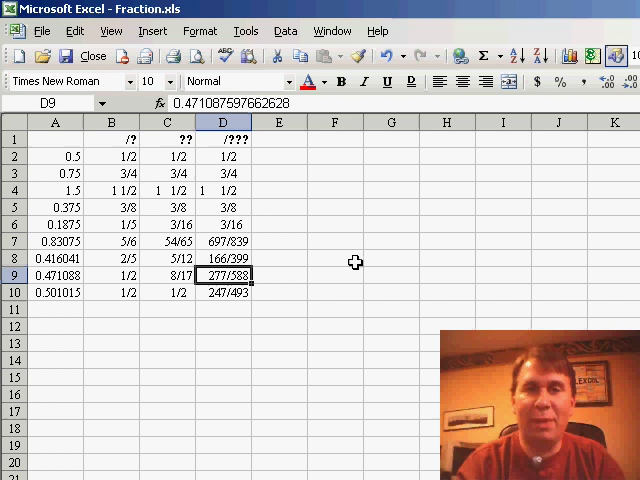 Microsoft Excel - Fraction.xls
File Edit View Insert Format Tools Data Window Help
Close Σ
Times New Roman 10 Normal A B I U $ %
D9 fx 0.471087597662628
A B C D E F G H I J K
1 /? ?? /???
2 0.5 1/2 1/2 1/2
3 0.75 3/4 3/4 3/4
4 1.5 1 1/2 1 1/2 1 1/2
5 0.375 3/8 3/8 3/8
6 0.1875 1/5 3/16 3/16
7 0.83075 5/6 54/65 697/839
8 0.416041 2/5 5/12 166/399
9 0.471088 1/2 8/17 277/588
10 0.501015 1/2 1/2 247/493
11
12
13
14
15
16
17
18
19
20
21